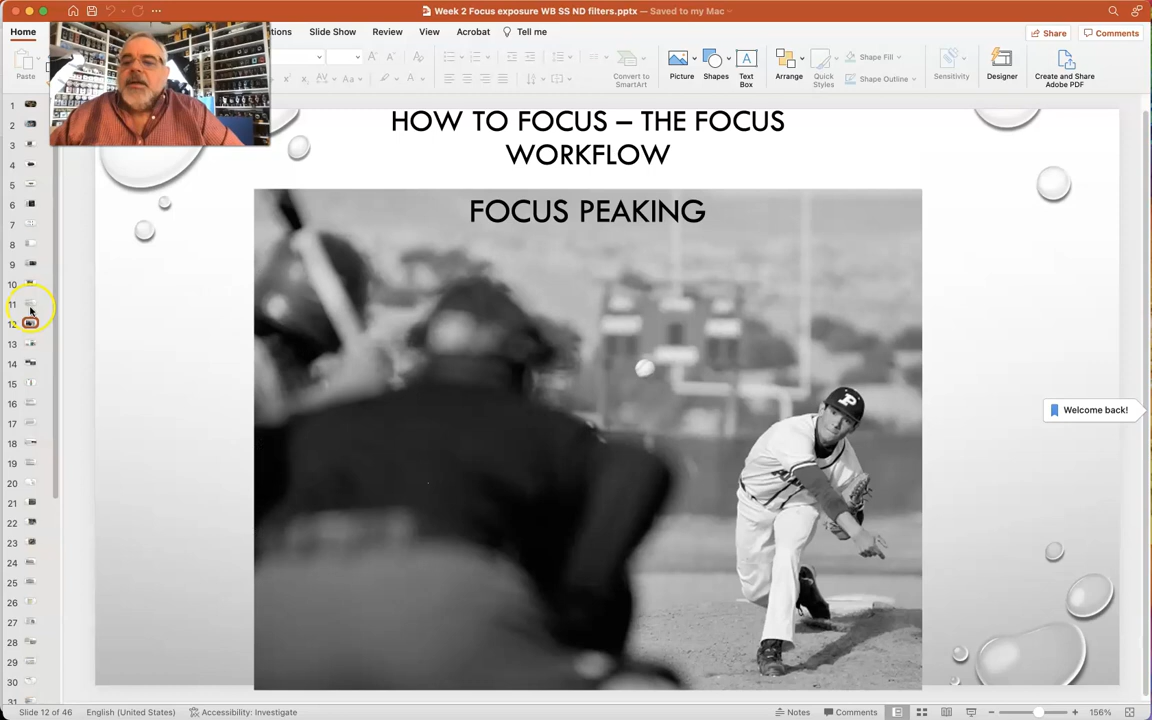 Week 2 Focus exposure WB SS ND filters.pptx — Saved to my Mac
Home
tions
Slide Show
Review
View
Acrobat
Tell me
Share
Comments
Paste
Convert to
SmartArt
Picture
Shapes
Text
Box
Arrange
Quick
Styles
Shape Fill
Shape Outline
Sensitivity
Designer
Create and Share
Adobe PDF
1
2
3
4
5
6
7
8
9
10
11
12
13
14
15
16
17
18
19
20
21
22
23
24
25
26
27
28
29
30
31
HOW TO FOCUS – THE FOCUS
WORKFLOW
FOCUS PEAKING
P
Welcome back!
Slide 12 of 46
English (United States)
Accessibility: Investigate
Notes
Comments
156%